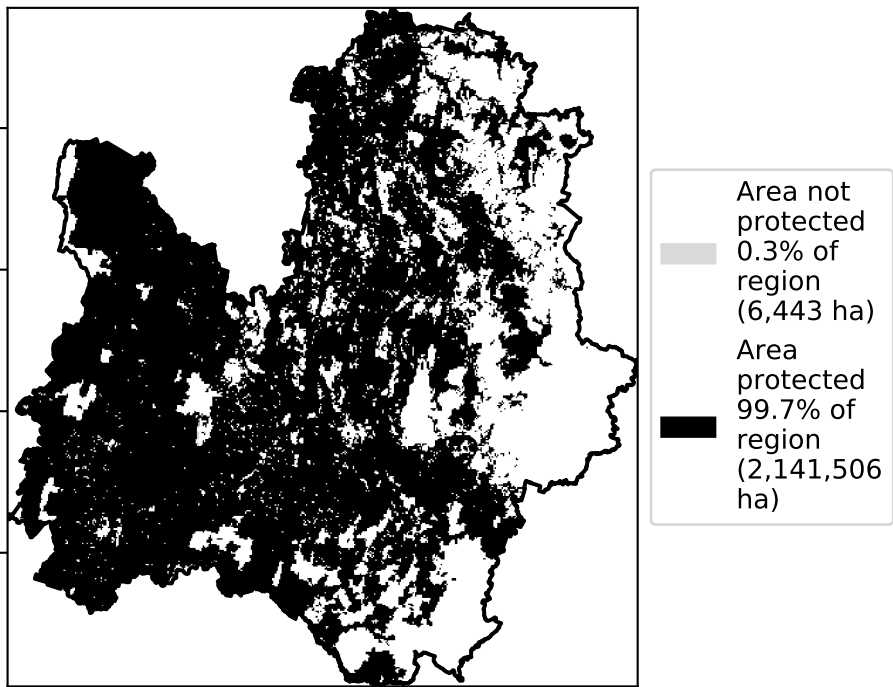 Area not
protected
0.3% of
region
(6,443 ha)
Area
protected
99.7% of
region
(2,141,506
ha)